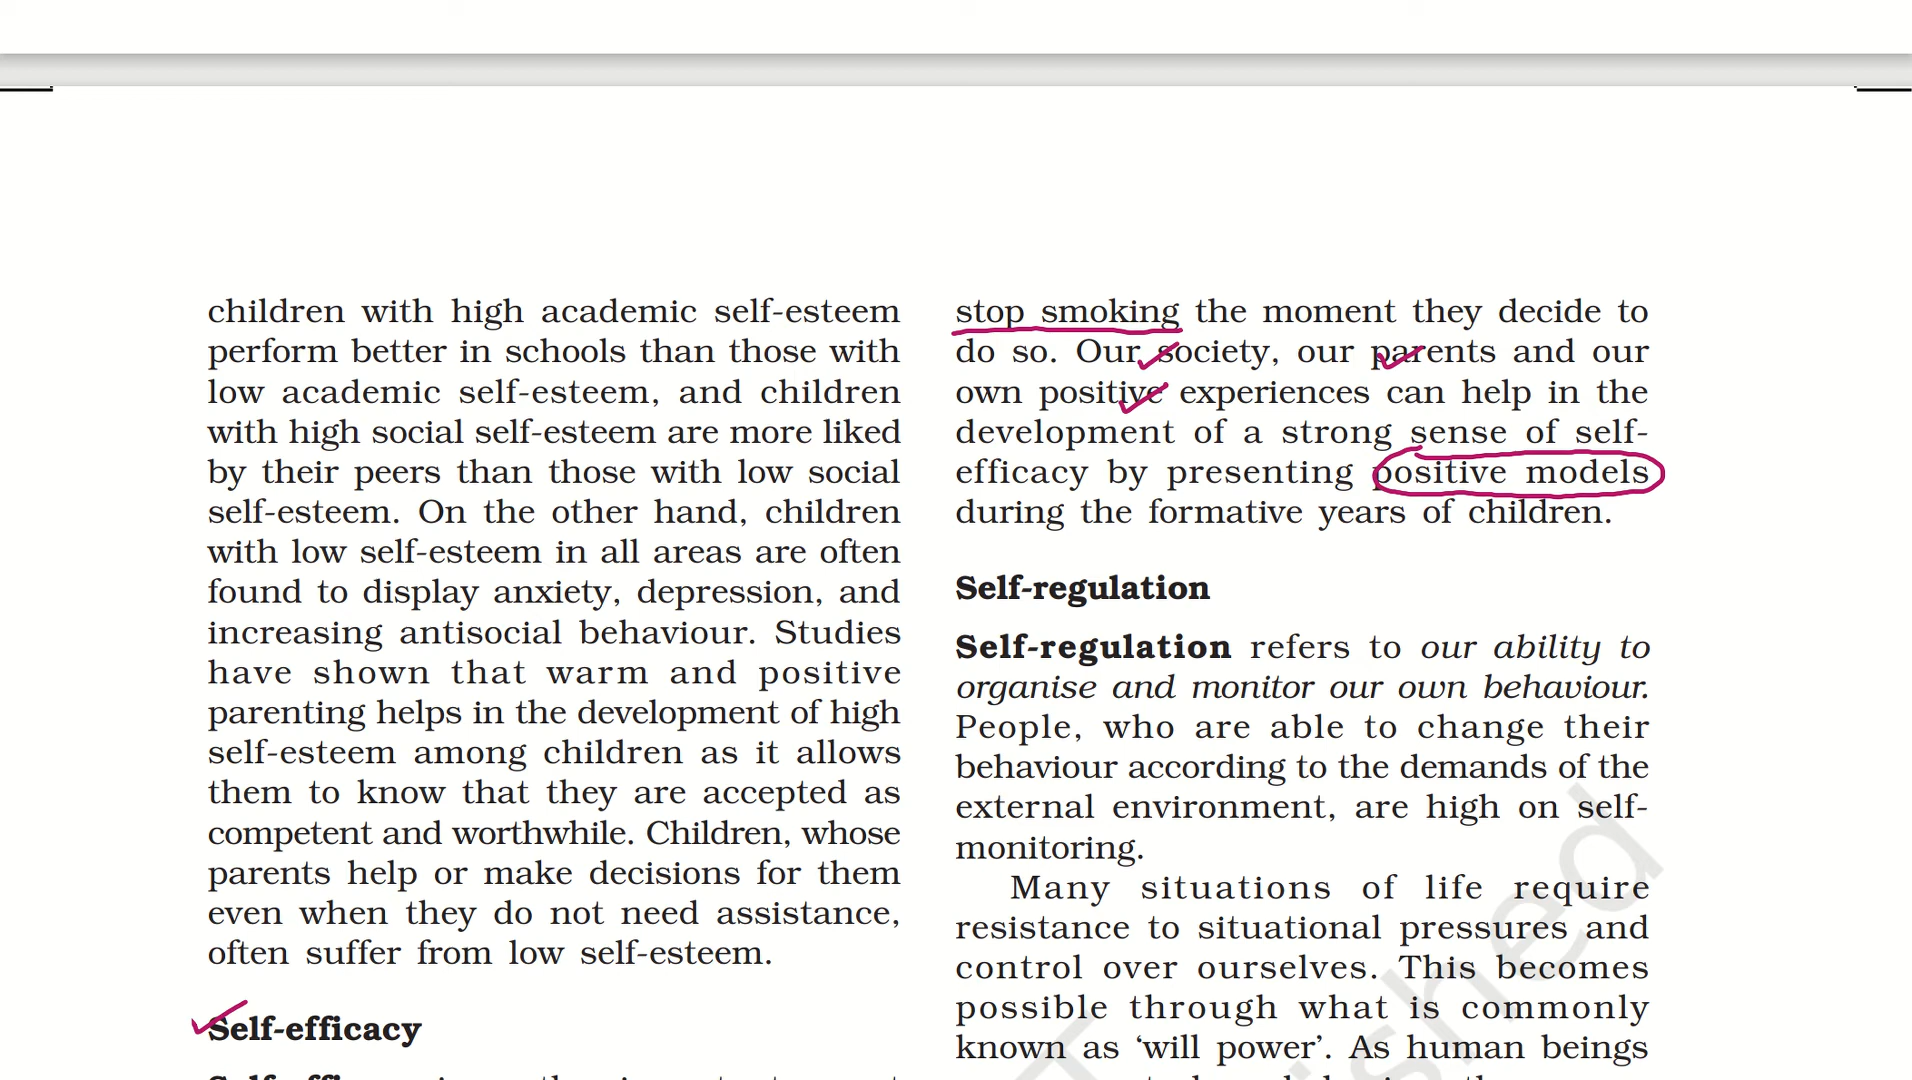 children with high academic self-esteem
perform better in schools than those with
low academic self-esteem, and children
with high social self-esteem are more liked
by their peers than those with low social
self-esteem. On the other hand, children
with low self-esteem in all areas are often
found to display anxiety, depression, and
increasing antisocial behaviour. Studies
have shown that warm and positive
parenting helps in the development of high
self-esteem among children as it allows
them to know that they are accepted as
competent and worthwhile. Children, whose
parents help or make decisions for them
even when they do not need assistance,
often suffer from low self-esteem.
Self-efficacy
stop smoking the moment they decide to
do so. Our society, our parents and our
own positive experiences can help in the
development of a strong sense of self-
efficacy by presenting positive models
during the formative years of children.
Self-regulation
Self-regulation refers to our ability to
organise and monitor our own behaviour.
People, who are able to change their
behaviour according to the demands of the
external environment, are high on self-
monitoring.
Many situations of life require
resistance to situational pressures and
control over ourselves. This becomes
possible through what is commonly
known as ‘will power’. As human beings